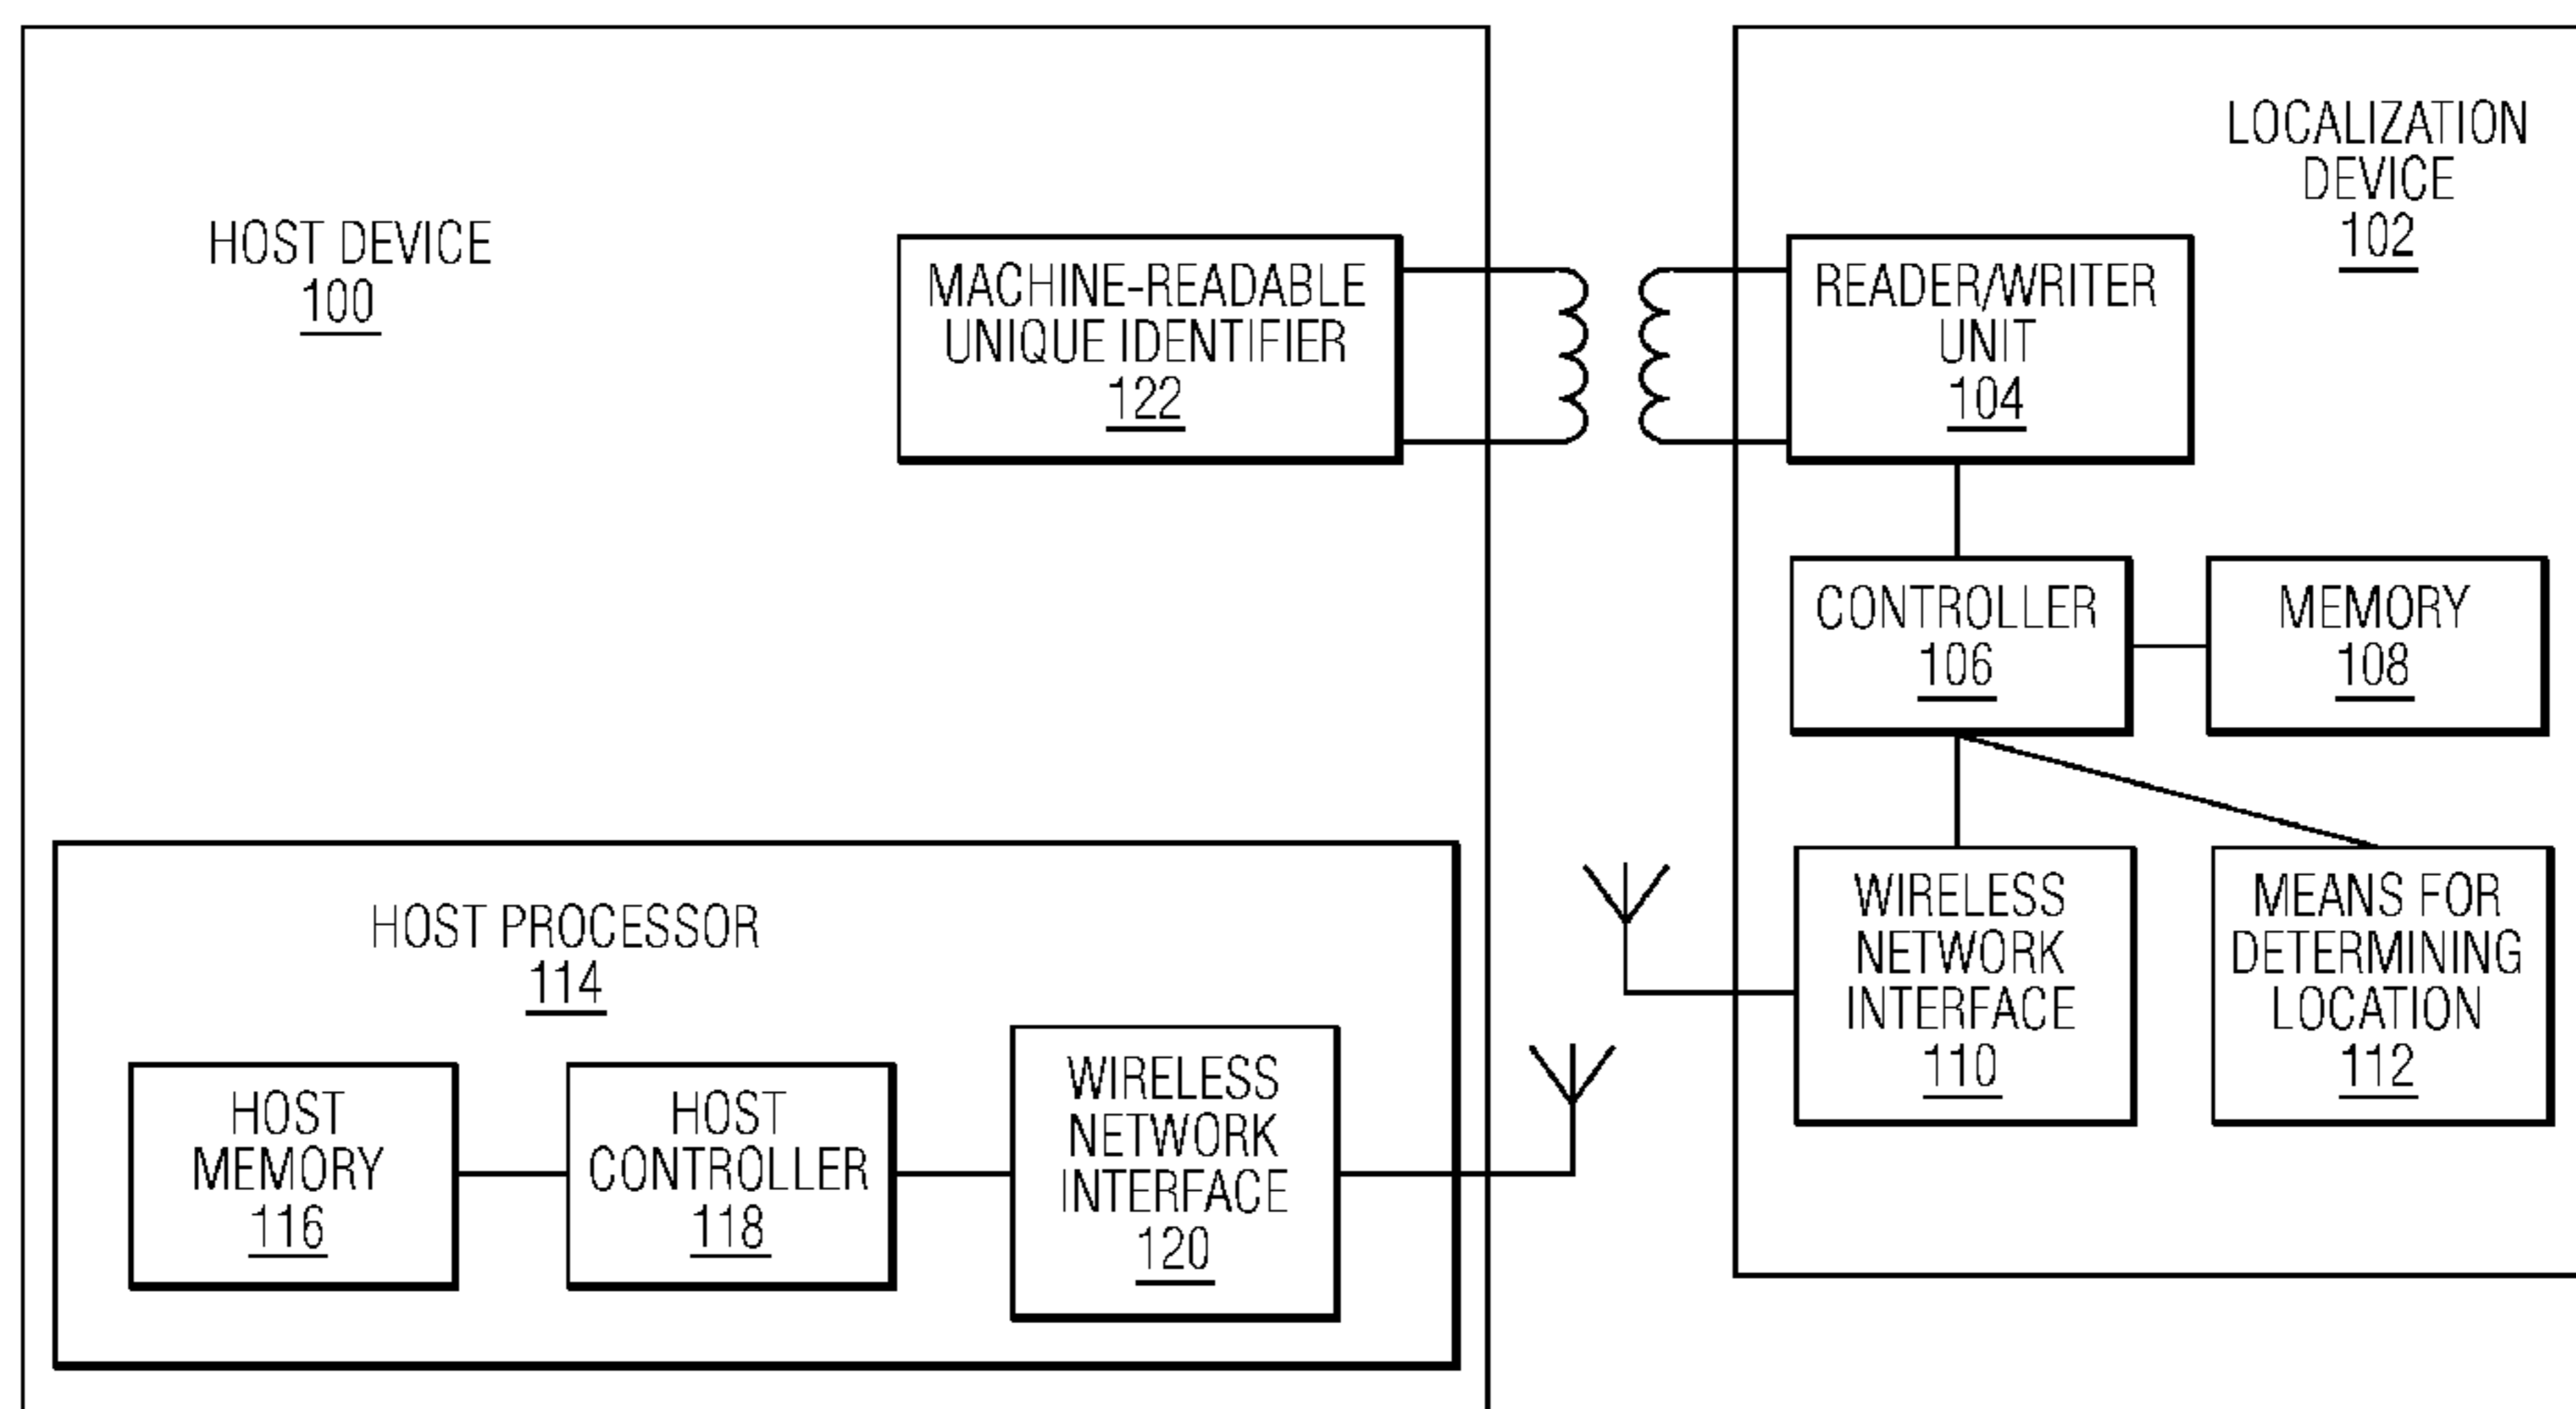 HOST DEVICE
100
MACHINE-READABLE
UNIQUE IDENTIFIER
122
HOST PROCESSOR
114
HOST
MEMORY
116
HOST
CONTROLLER
118
WIRELESS
NETWORK
INTERFACE
120
LOCALIZATION
DEVICE
102
READER/WRITER
UNIT
104
CONTROLLER
106
MEMORY
108
WIRELESS
NETWORK
INTERFACE
110
MEANS FOR
DETERMINING
LOCATION
112